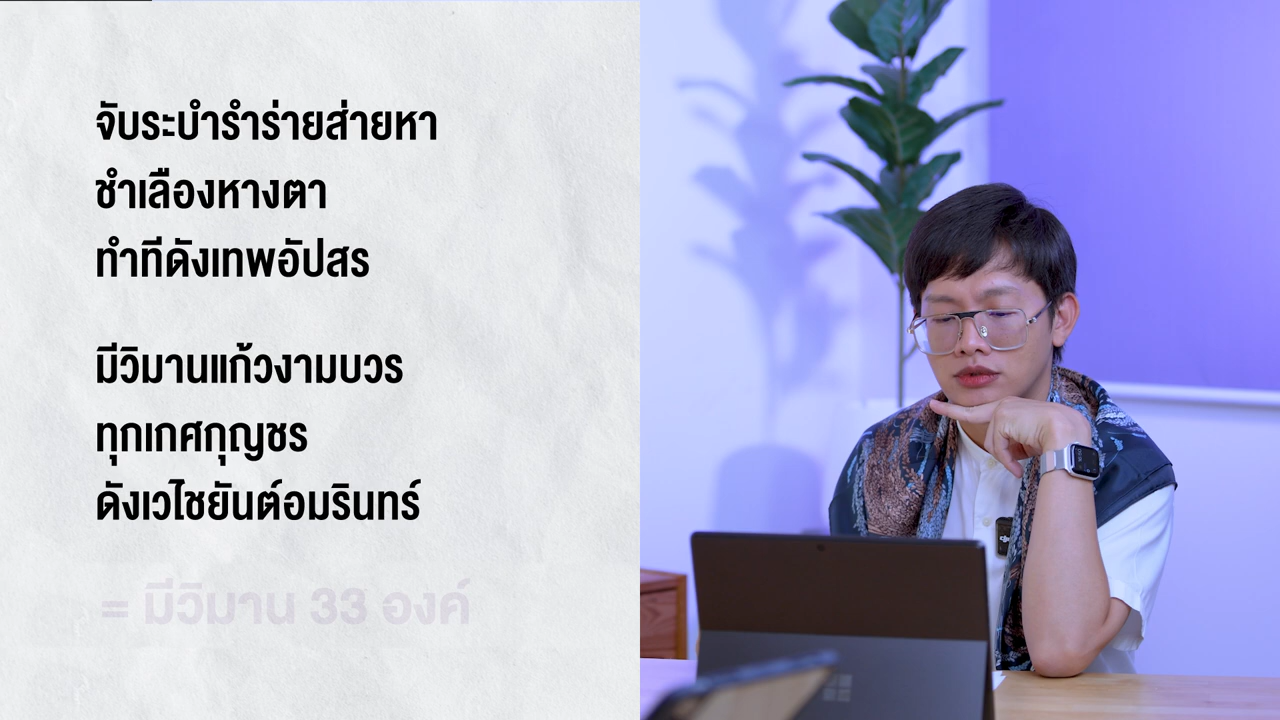 จับระบำรำร่ายส่ายหา
ชำเลืองหางตา
ทำทีดังเทพอัปสร
มีวิมานแก้วงามบวร
ทุกเกศกุญชร
ดังเวไชยันต์อมรินทร์
= มีวิมาน 33 องค์